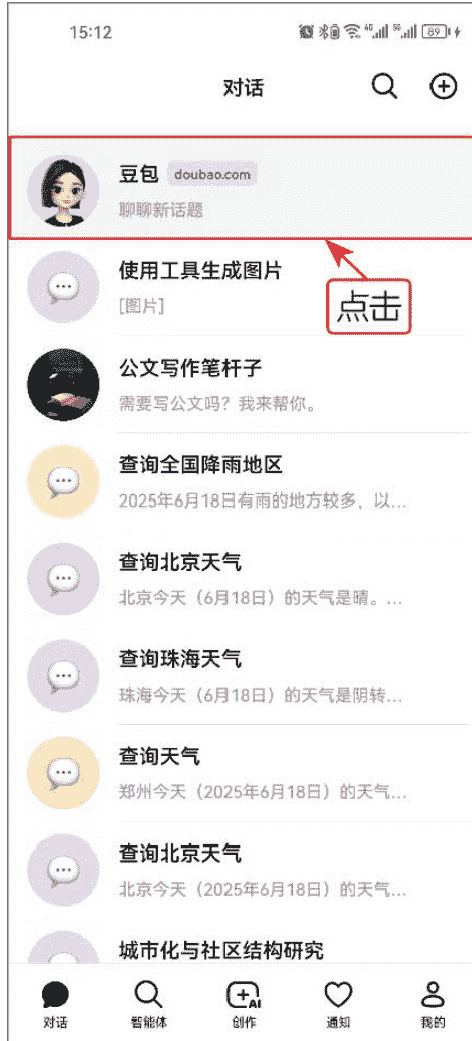 15:12
4G
5G
89
对话
豆包 doubao.com
聊聊新话题
使用工具生成图片
[图片]
点击
公文写作笔杆子
需要写公文吗？我来帮你。
查询全国降雨地区
2025年6月18日有雨的地方较多，以...
查询北京天气
北京今天（6月18日）的天气是晴。...
查询珠海天气
珠海今天（6月18日）的天气是阴转...
查询天气
郑州今天（2025年6月18日）的天气...
查询北京天气
北京今天（2025年6月18日）的天气...
城市化与社区结构研究
AI
对话 智能体 创作 通知 我的